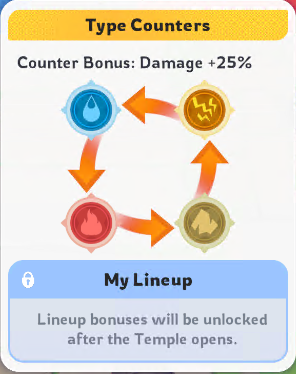 Type Counters
Counter Bonus: Damage +25%
My Lineup
Lineup bonuses will be unlocked
after the Temple opens.